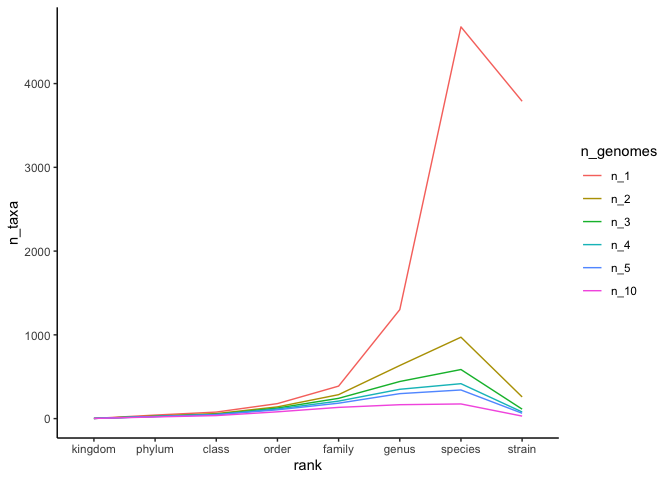 n_taxa
4000
3000
2000
1000
0
kingdom phylum class order family genus species strain
rank
n_genomes
n_1
n_2
n_3
n_4
n_5
n_10